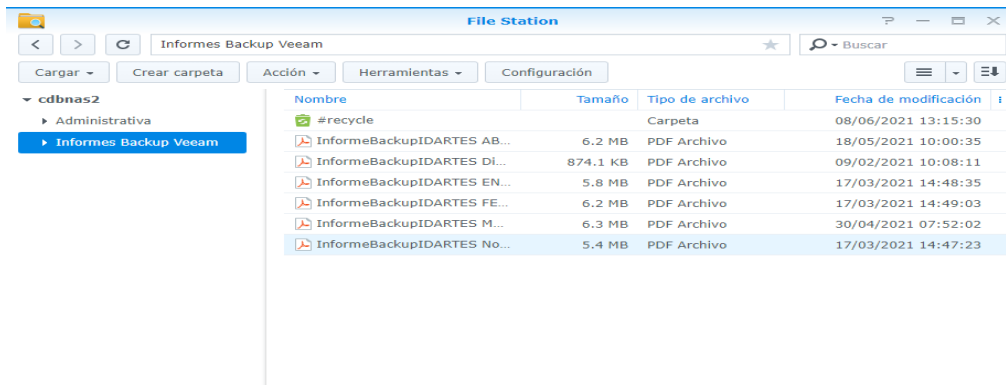 File Station
Informes Backup Veeam
Buscar
Cargar Crear carpeta Acción Herramientas Configuración
cdbnas2
Administrativa
Informes Backup Veeam
Nombre Tamaño Tipo de archivo Fecha de modificación
#recycle Carpeta 08/06/2021 13:15:30
InformeBackupIDARTES AB... 6.2 MB PDF Archivo 18/05/2021 10:00:35
InformeBackupIDARTES Di... 874.1 KB PDF Archivo 09/02/2021 10:08:11
InformeBackupIDARTES EN... 5.8 MB PDF Archivo 17/03/2021 14:48:35
InformeBackupIDARTES FE... 6.2 MB PDF Archivo 17/03/2021 14:49:03
InformeBackupIDARTES M... 6.3 MB PDF Archivo 30/04/2021 07:52:02
InformeBackupIDARTES No... 5.4 MB PDF Archivo 17/03/2021 14:47:23